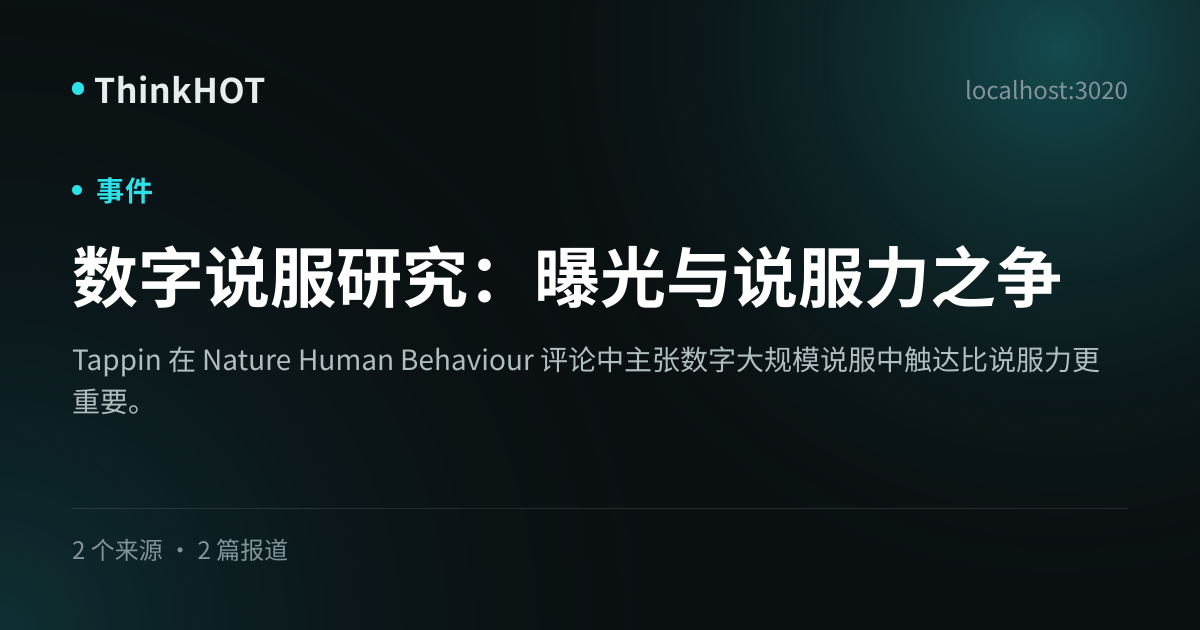 ThinkHOT
localhost:3020
事件
数字说服研究：曝光与说服力之争
Tappin 在 Nature Human Behaviour 评论中主张数字大规模说服中触达比说服力更
重要。
2 个来源 · 2 篇报道